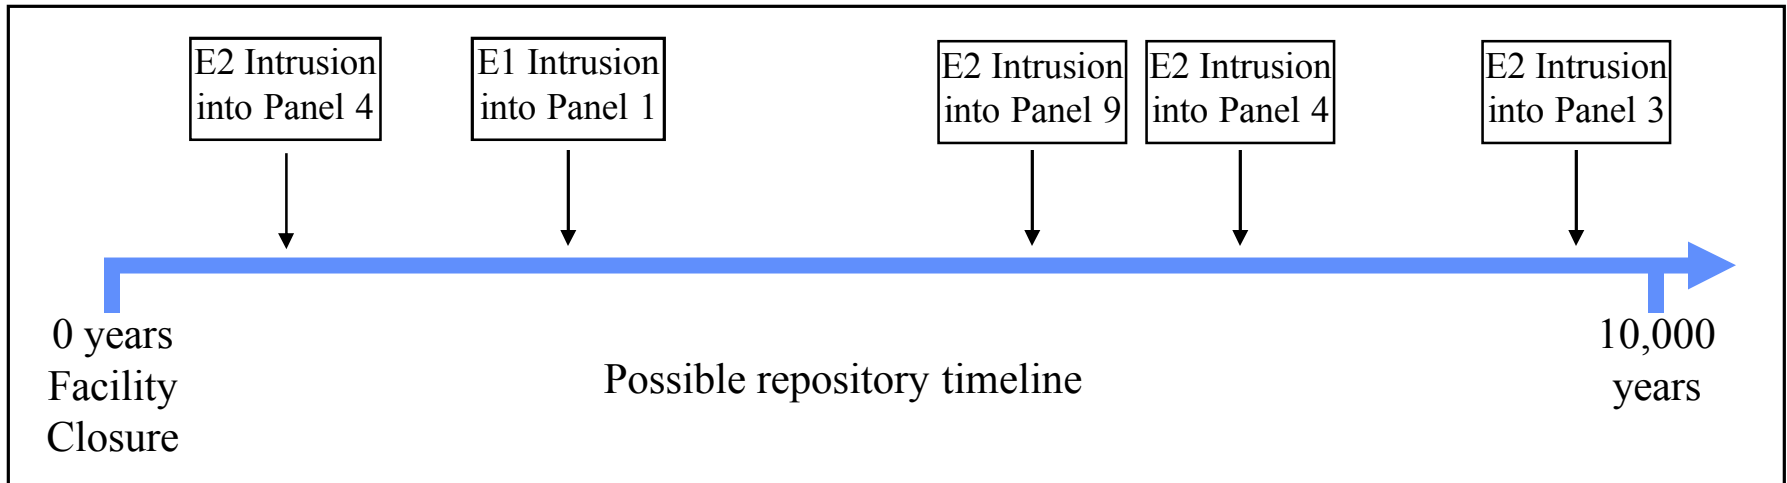 E2 Intrusion
into Panel 4
E1 Intrusion
into Panel 1
E2 Intrusion
into Panel 9
E2 Intrusion
into Panel 4
E2 Intrusion
into Panel 3
0 years
Facility
Closure
Possible repository timeline
10,000
years